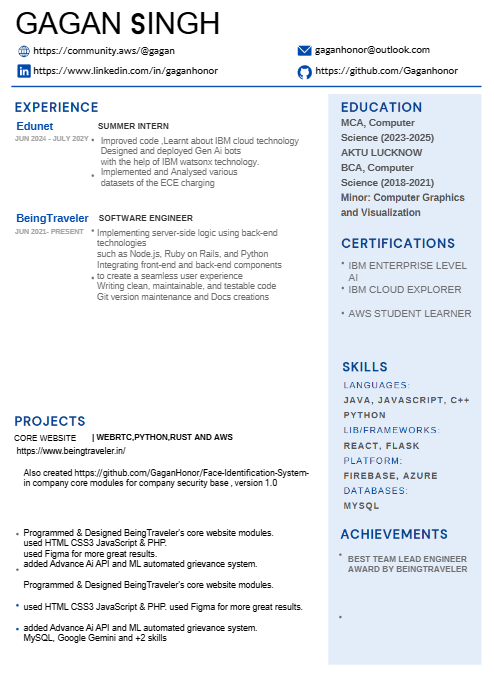 GAGAN SINGH
https://community.aws/@gagan
gaganhonor@outlook.com
https://www.linkedin.com/in/gaganhonor
https://github.com/Gaganhonor
EXPERIENCE
Edunet
SUMMER INTERN
JUN 2024 - JULY 202Y
• Improved code ,Learnt about IBM cloud technology
Designed and deployed Gen Ai bots
with the help of IBM watsonx technology.
• Implemented and Analysed various
datasets of the ECE charging
BeingTraveler
SOFTWARE ENGINEER
JUN 2021- PRESENT
• Implementing server-side logic using back-end
technologies
such as Node.js, Ruby on Rails, and Python
Integrating front-end and back-end components
• to create a seamless user experience
Writing clean, maintainable, and testable code
Git version maintenance and Docs creations
PROJECTS
CORE WEBSITE | WEBRTC,PYTHON,RUST AND AWS
https://www.beingtraveler.in/
Also created https://github.com/GaganHonor/Face-Identification-System-
in company core modules for company security base , version 1.0
• Programmed & Designed BeingTraveler's core website modules.
used HTML CSS3 JavaScript & PHP.
used Figma for more great results.
• added Advance Ai API and ML automated grievance system.
Programmed & Designed BeingTraveler's core website modules.
• used HTML CSS3 JavaScript & PHP. used Figma for more great results.
• added Advance Ai API and ML automated grievance system.
MySQL, Google Gemini and +2 skills
EDUCATION
MCA, Computer
Science (2023-2025)
AKTU LUCKNOW
BCA, Computer
Science (2018-2021)
Minor: Computer Graphics
and Visualization
CERTIFICATIONS
• IBM ENTERPRISE LEVEL
AI
• IBM CLOUD EXPLORER
• AWS STUDENT LEARNER
SKILLS
LANGUAGES:
JAVA, JAVASCRIPT, C++
PYTHON
LIB/FRAMEWORKS:
REACT, FLASK
PLATFORM:
FIREBASE, AZURE
DATABASES:
MYSQL
ACHIEVEMENTS
• BEST TEAM LEAD ENGINEER
AWARD BY BEINGTRAVELER
•